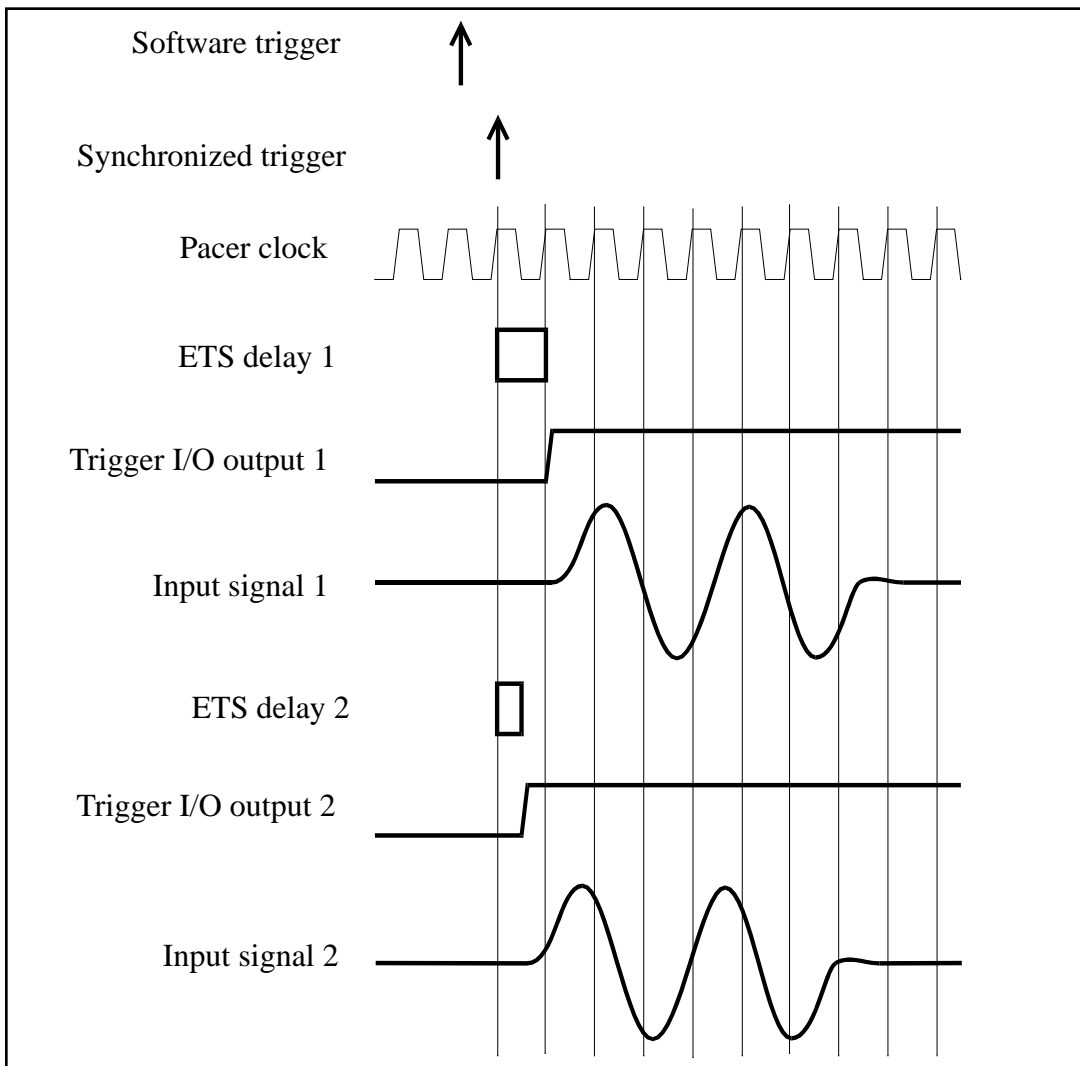 Software trigger
Synchronized trigger
Pacer clock
ETS delay 1
Trigger I/O output 1
Input signal 1
ETS delay 2
Trigger I/O output 2
Input signal 2